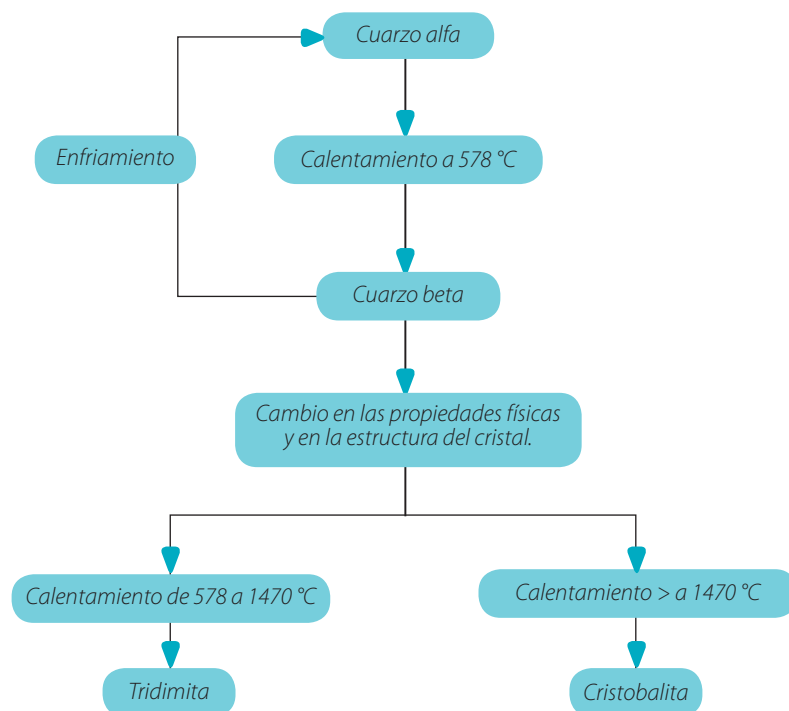 Cuarzo alfa
Enfriamiento
Calentamiento a 578 °C
Cuarzo beta
Cambio en las propiedades físicas
y en la estructura del cristal.
Calentamiento de 578 a 1470 °C
Calentamiento > a 1470 °C
Tridimita
Cristobalita